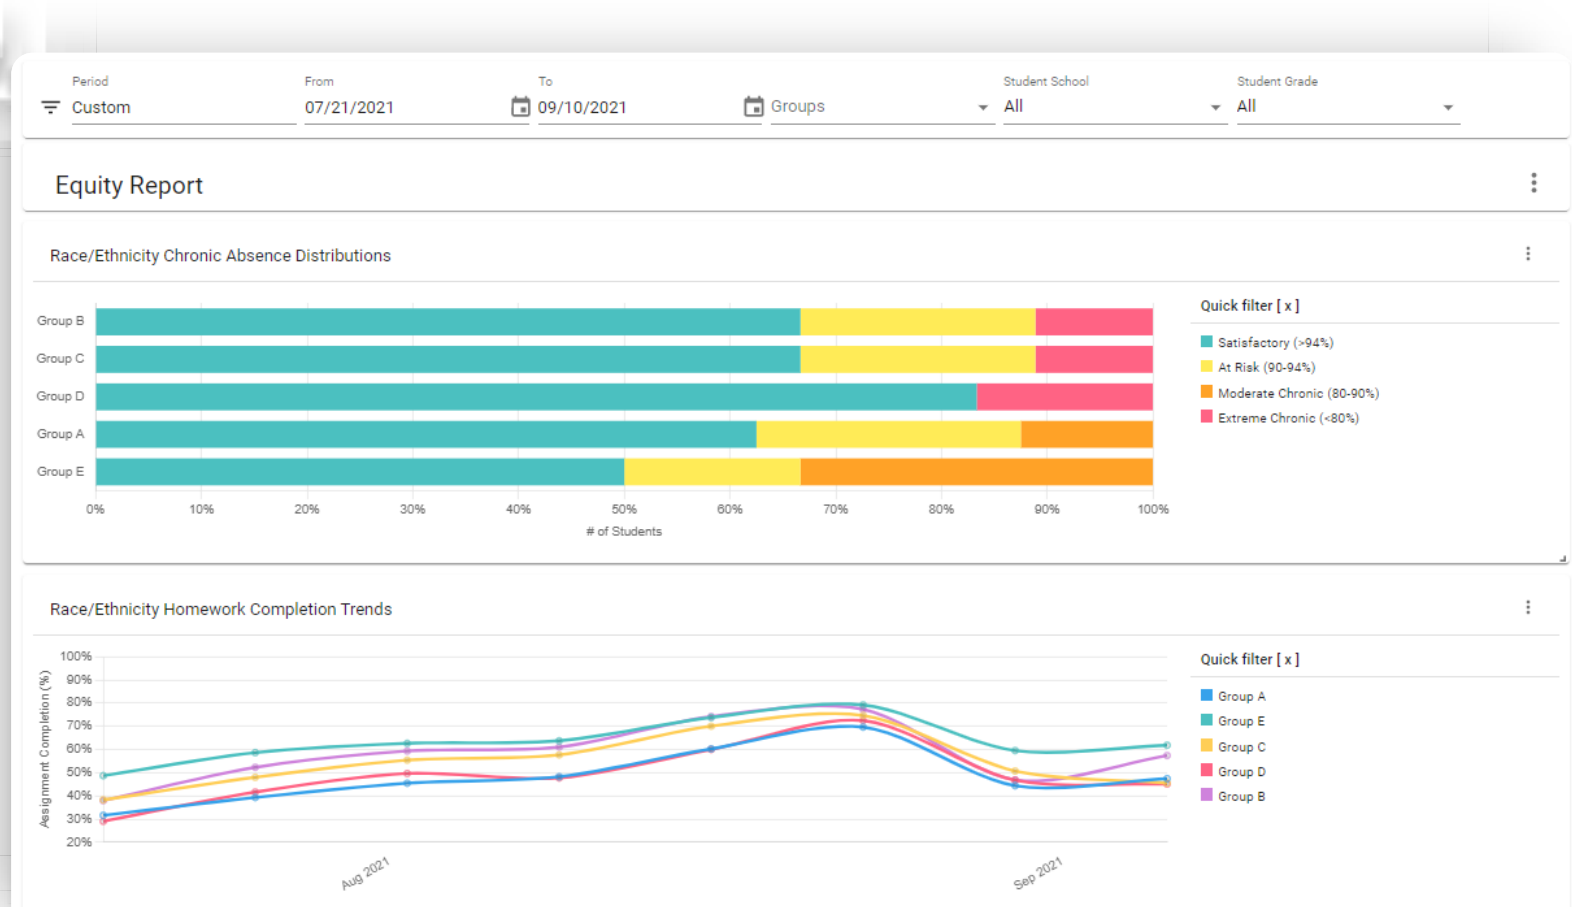 Period From To Student School Student Grade
Custom 07/21/2021 09/10/2021 Groups All All
Equity Report
Race/Ethnicity Chronic Absence Distributions
Quick filter [ x ]
Satisfactory (>94%)
At Risk (90-94%)
Moderate Chronic (80-90%)
Extreme Chronic (<80%)
Group B
Group C
Group D
Group A
Group E
0% 10% 20% 30% 40% 50% 60% 70% 80% 90% 100%
# of Students
Race/Ethnicity Homework Completion Trends
Quick filter [ x ]
Group A
Group E
Group C
Group D
Group B
Assignment Completion (%)
100%
90%
80%
70%
60%
50%
40%
30%
20%
Aug 2021 Sep 2021